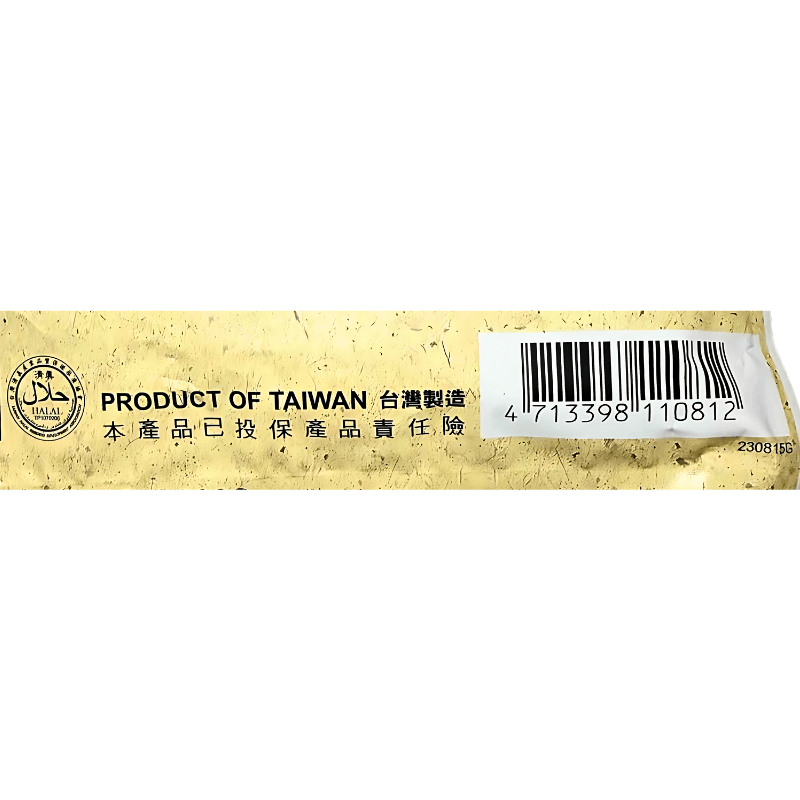 清真
حلال
HALAL
PRODUCT OF TAIWAN 台灣製造
本產品已投保產品責任險
4 713398 110812
230815G